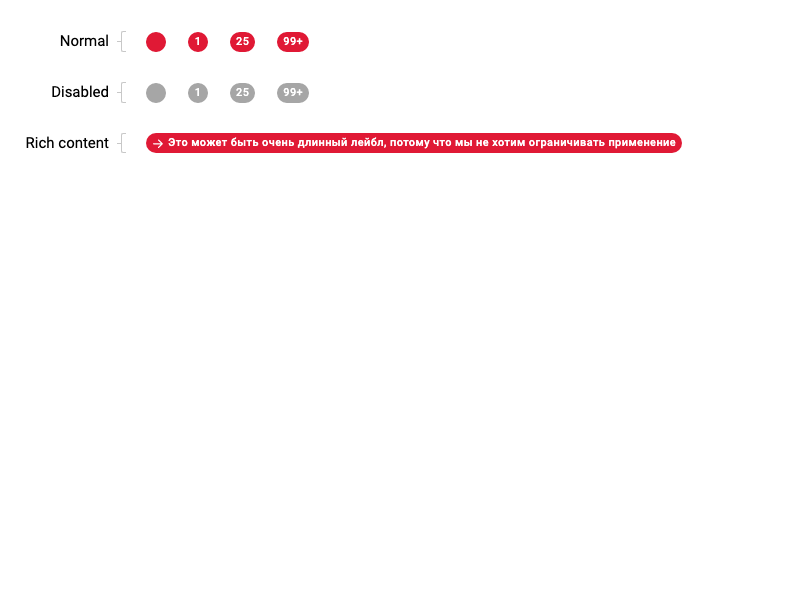 Normal 1 25 99+
Disabled 1 25 99+
Rich content → Это может быть очень длинный лейбл, потому что мы не хотим ограничивать применение